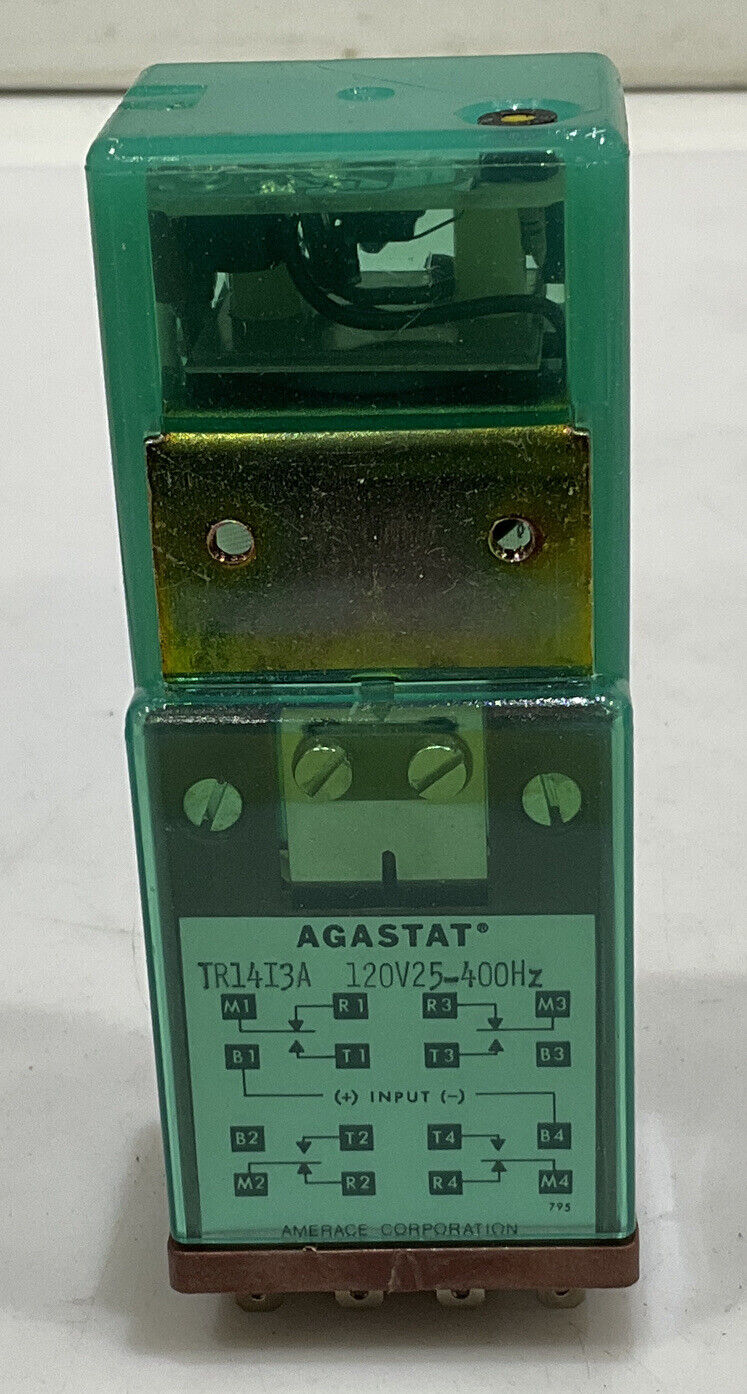 AGASTAT®
TR14I3A 120V25-400Hz
M1 R1 R3 M3
B1 T1 T3 B3
(+) INPUT (-)
B2 T2 T4 B4
M2 R2 R4 M4
795
AMERACE CORPORATION